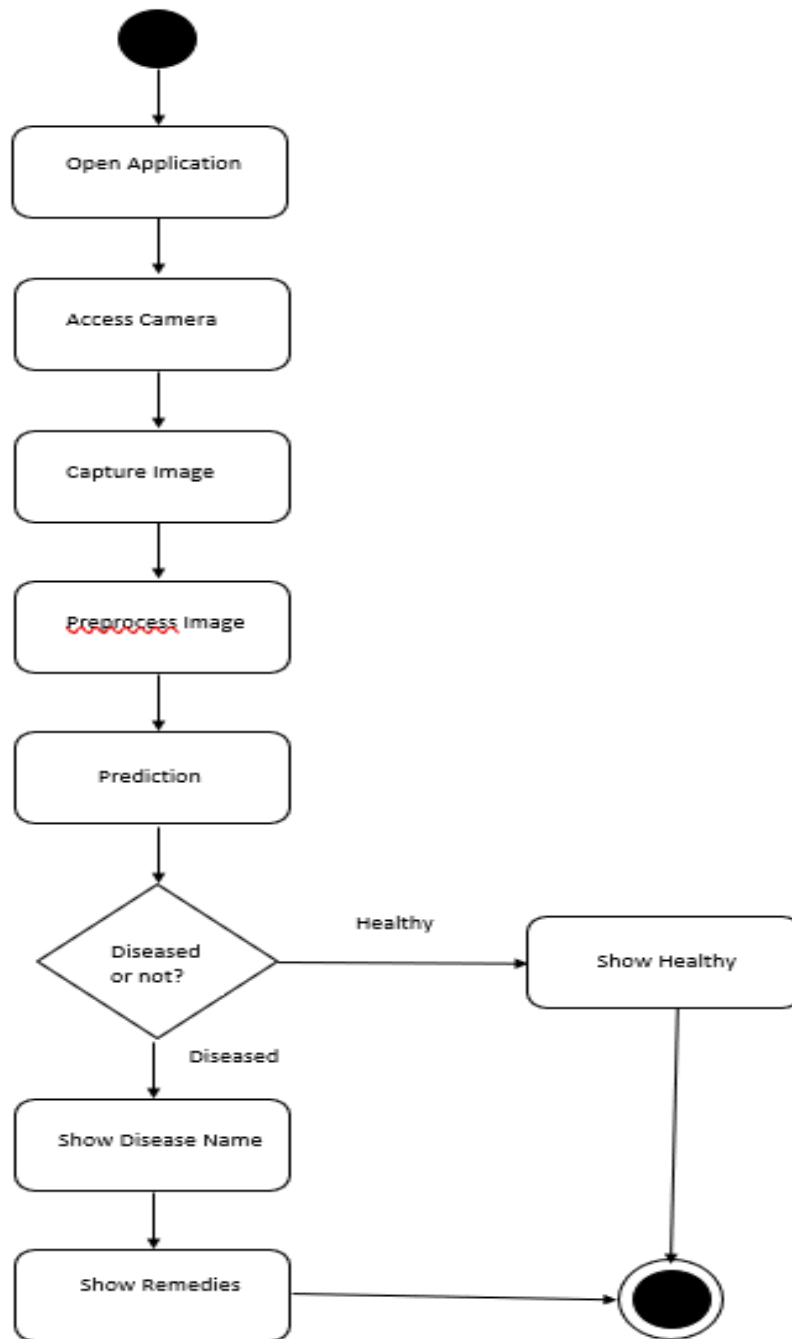 Open Application
Access Camera
Capture Image
Preprocess Image
Prediction
Diseased
or not?
Healthy
Show Healthy
Diseased
Show Disease Name
Show Remedies